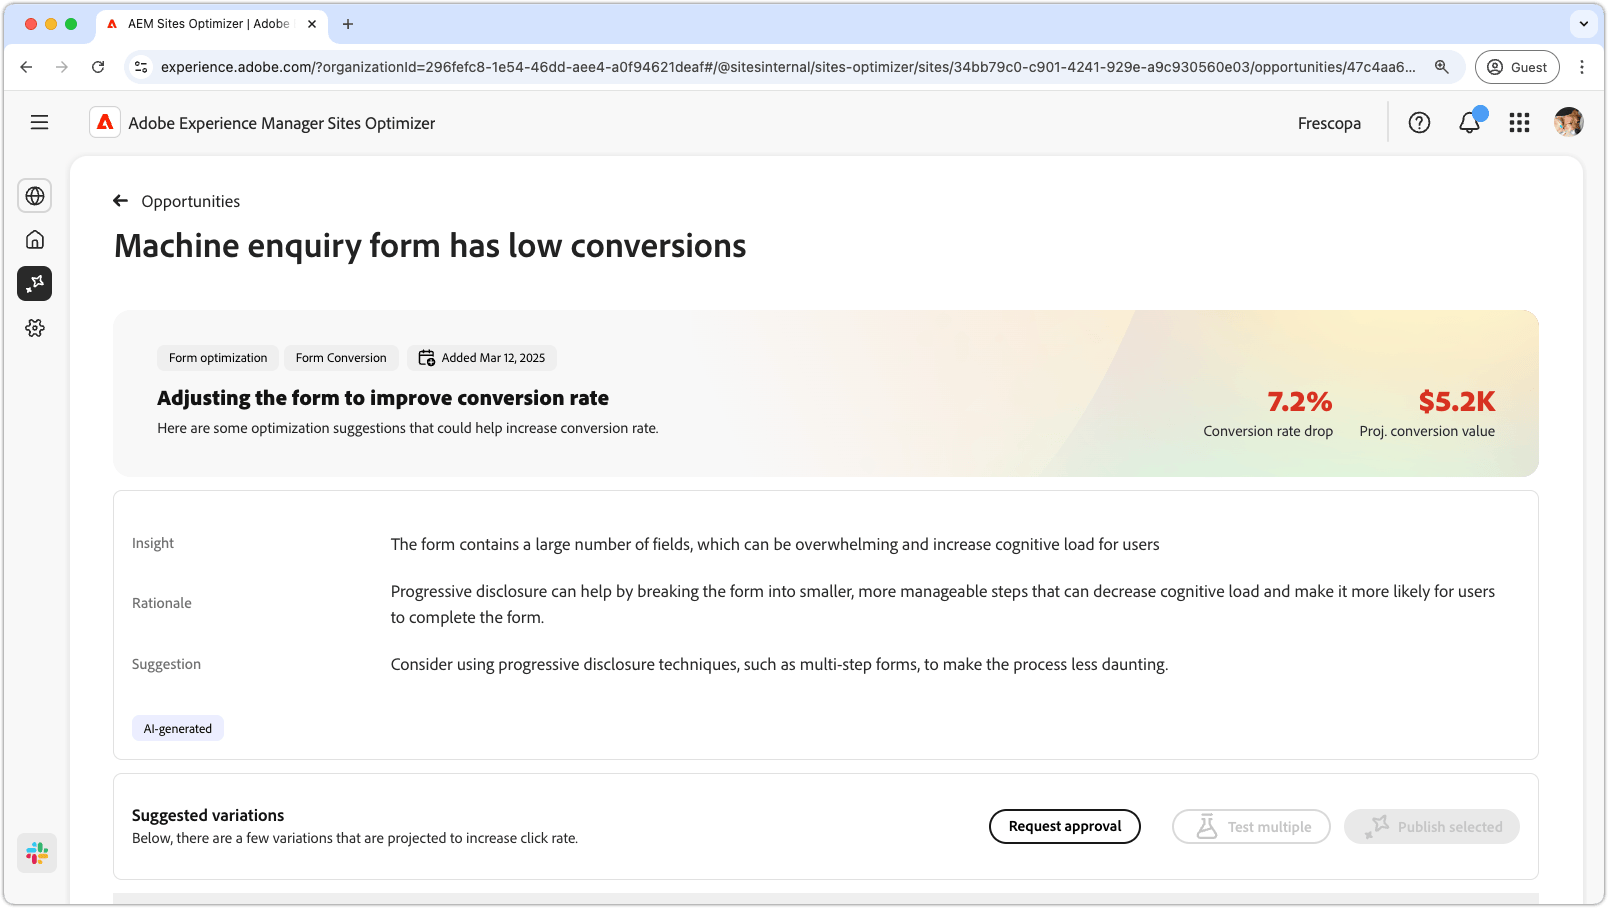 AEM Sites Optimizer | Adobe
experience.adobe.com/?organizationId=296fefc8-1e54-46dd-aee4-a0f94621deaf#/@sitesinternal/sites-optimizer/sites/34bb79c0-c901-4241-929e-a9c930560e03/opportunities/47c4aa6...
Guest
Adobe Experience Manager Sites Optimizer
Frescopa
Opportunities
Machine enquiry form has low conversions
Form optimization
Form Conversion
Added Mar 12, 2025
Adjusting the form to improve conversion rate
Here are some optimization suggestions that could help increase conversion rate.
7.2%
Conversion rate drop
$5.2K
Proj. conversion value
Insight
The form contains a large number of fields, which can be overwhelming and increase cognitive load for users
Rationale
Progressive disclosure can help by breaking the form into smaller, more manageable steps that can decrease cognitive load and make it more likely for users
to complete the form.
Suggestion
Consider using progressive disclosure techniques, such as multi-step forms, to make the process less daunting.
AI-generated
Suggested variations
Below, there are a few variations that are projected to increase click rate.
Request approval
Test multiple
Publish selected